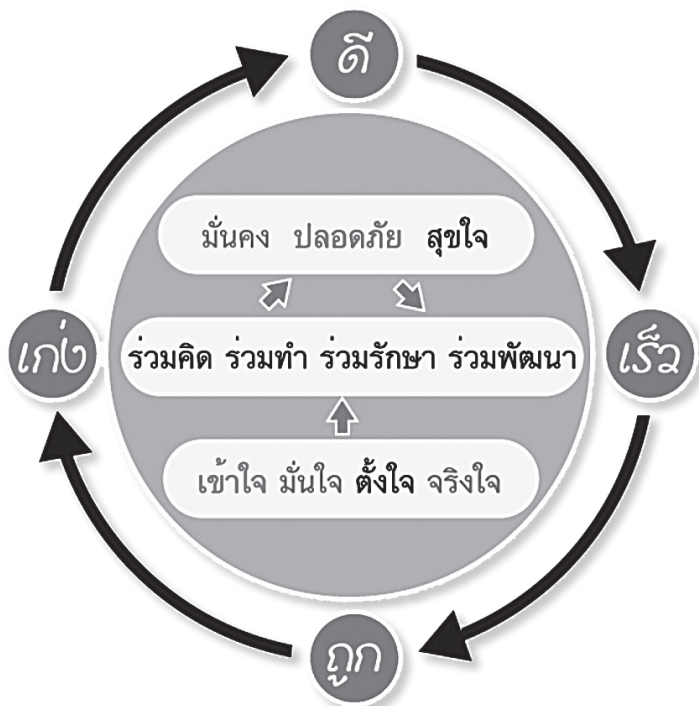 ดี
มั่นคง ปลอดภัย สุขใจ
เก่ง
ร่วมคิด ร่วมทำ ร่วมรักษา ร่วมพัฒนา
เร็ว
เข้าใจ มั่นใจ ตั้งใจ จริงใจ
ถูก